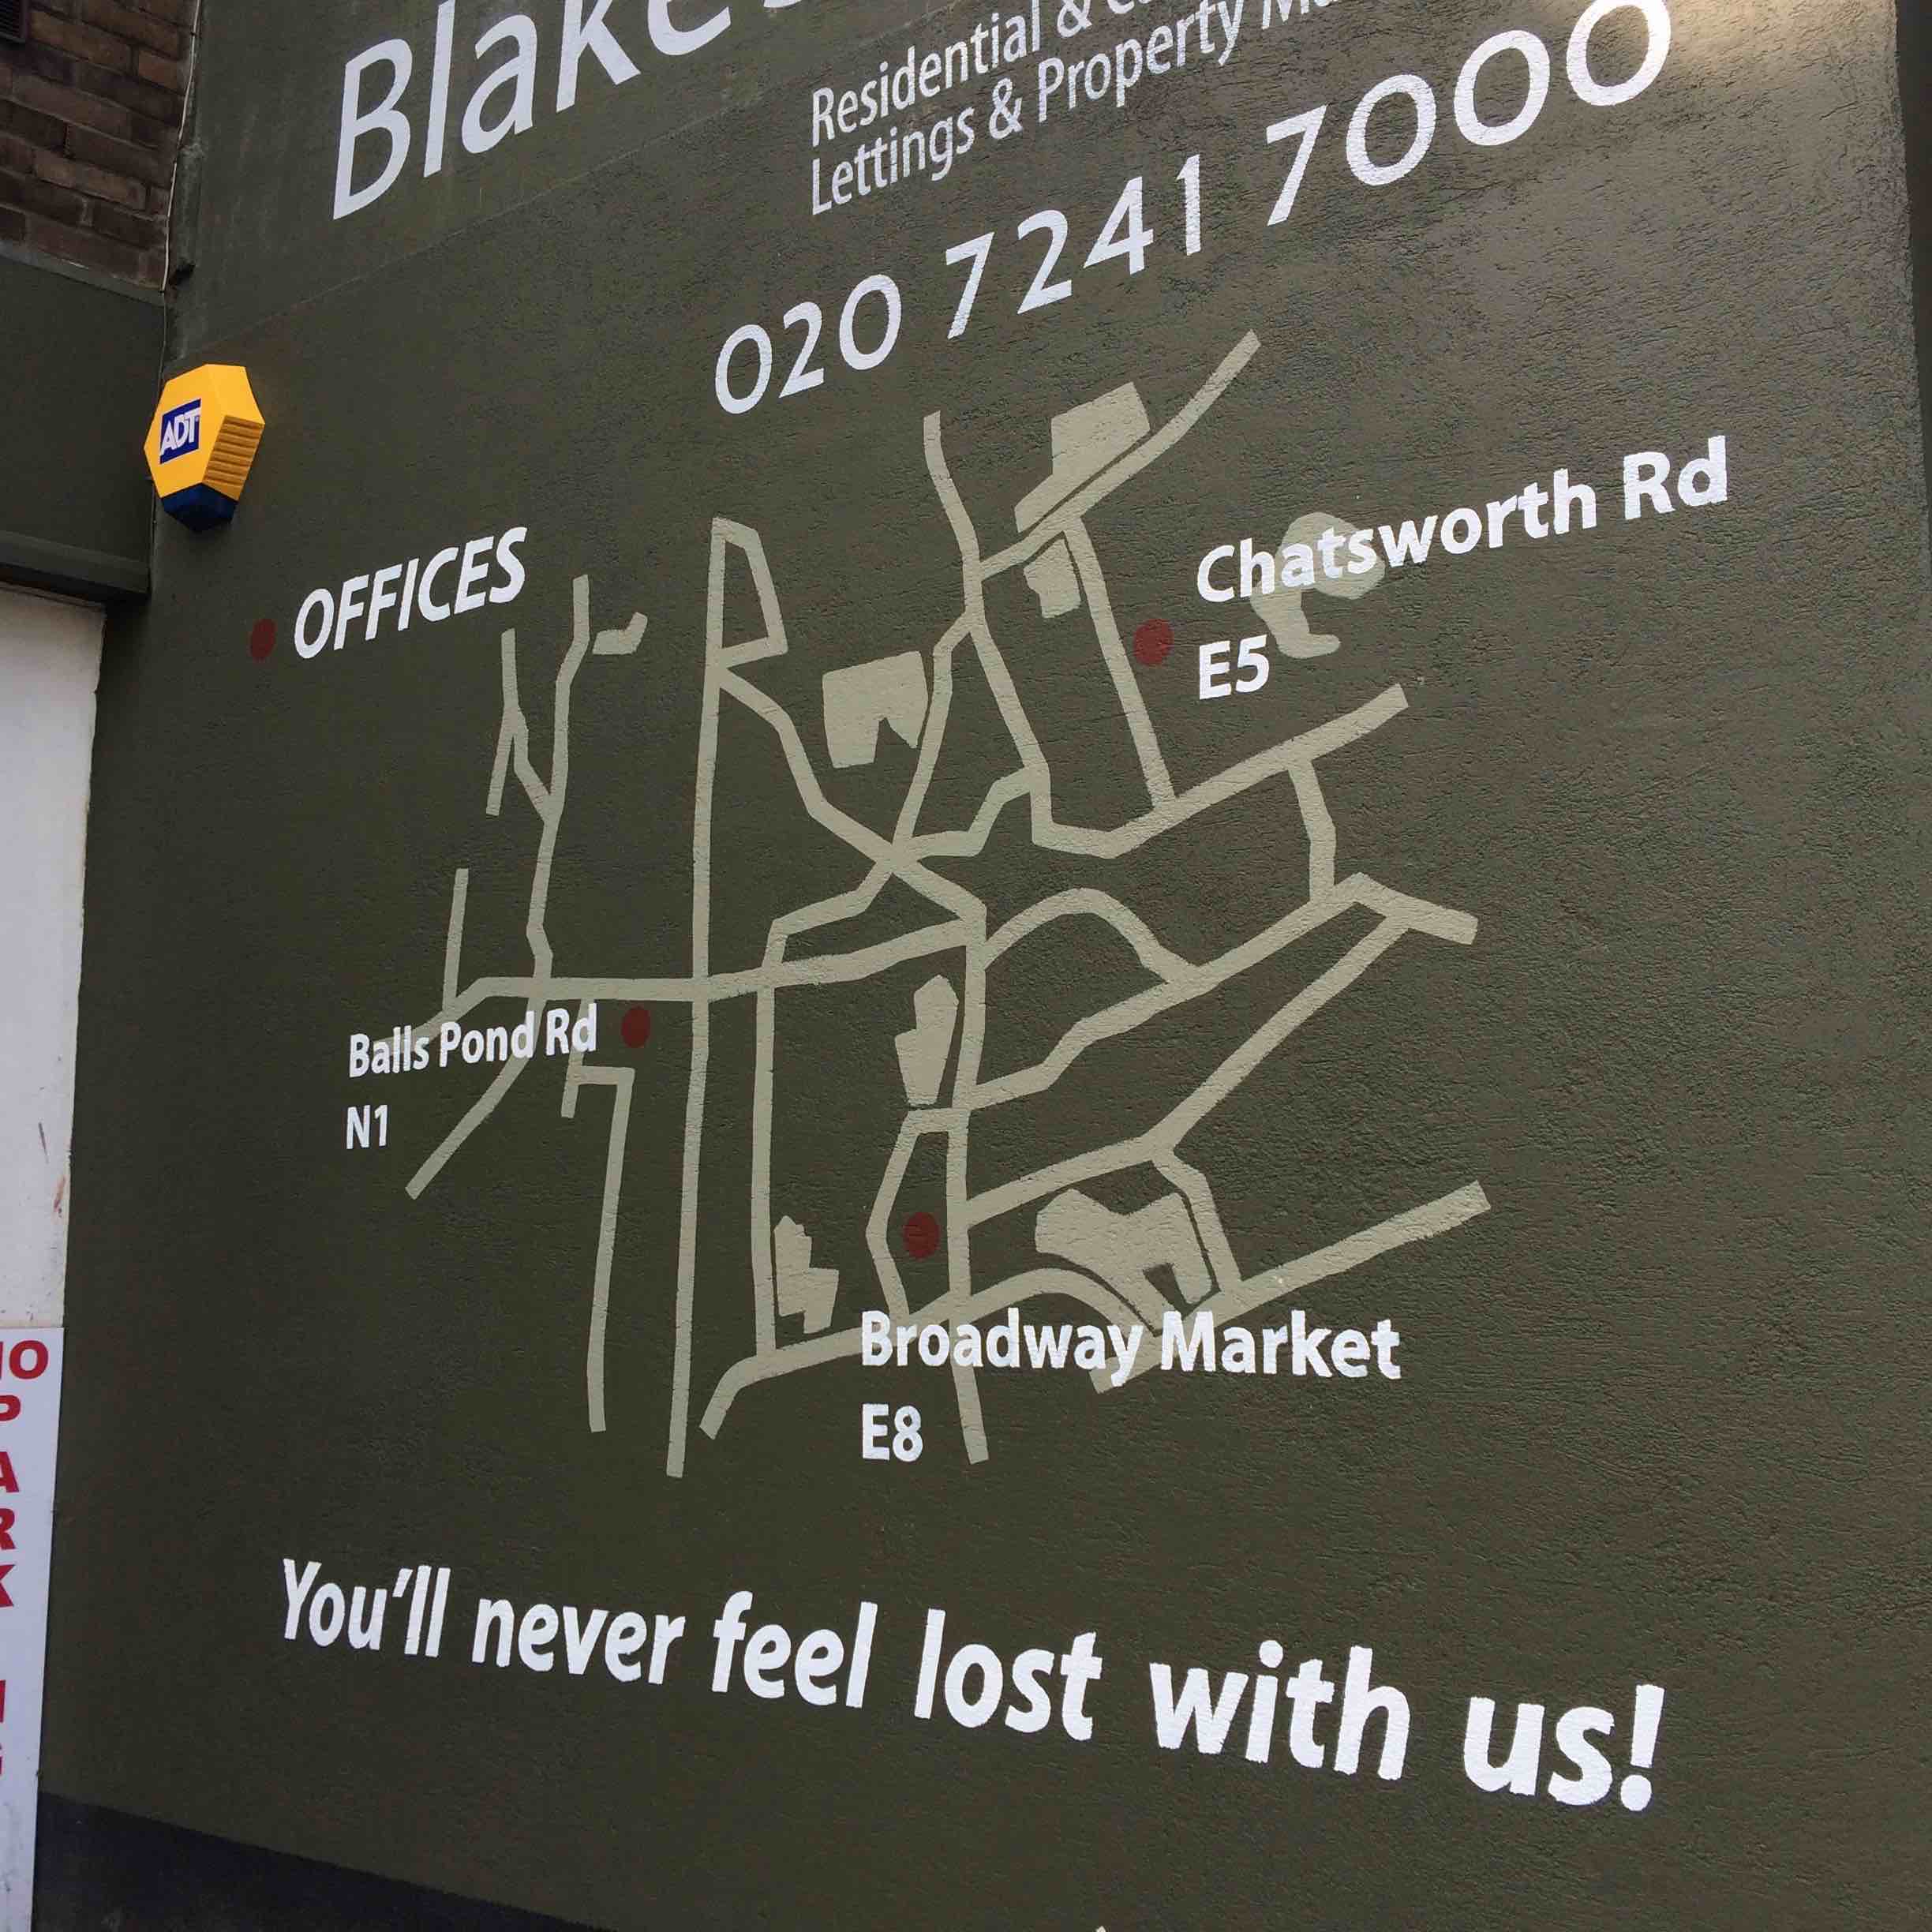 Residential &
Lettings & Property
020 7241 7000
ADT
OFFICES
Chatsworth Rd
E5
Balls Pond Rd
N1
Broadway Market
E8
You'll never feel lost with us!